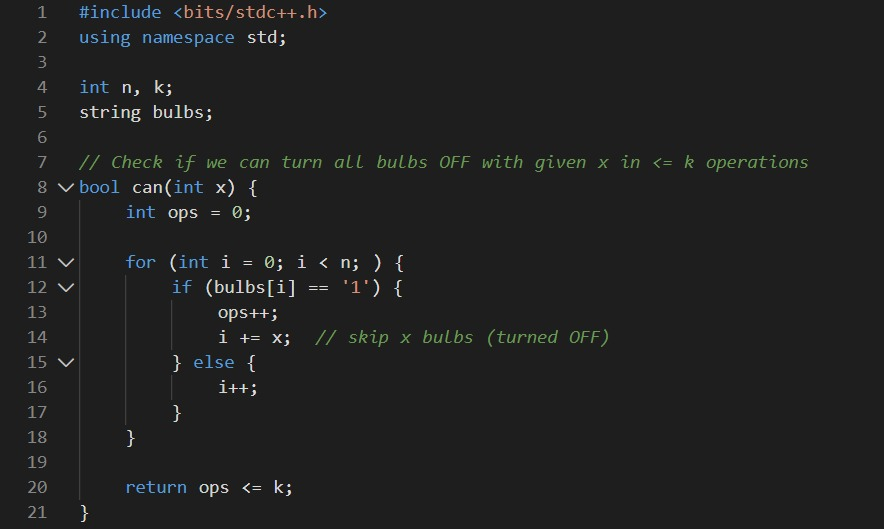 1 #include <bits/stdc++.h>
2 using namespace std;
3
4 int n, k;
5 string bulbs;
6
7 // Check if we can turn all bulbs OFF with given x in <= k operations
8 bool can(int x) {
9     int ops = 0;
10
11     for (int i = 0; i < n; ) {
12         if (bulbs[i] == '1') {
13             ops++;
14             i += x;  // skip x bulbs (turned OFF)
15         } else {
16             i++;
17         }
18     }
19
20     return ops <= k;
21 }